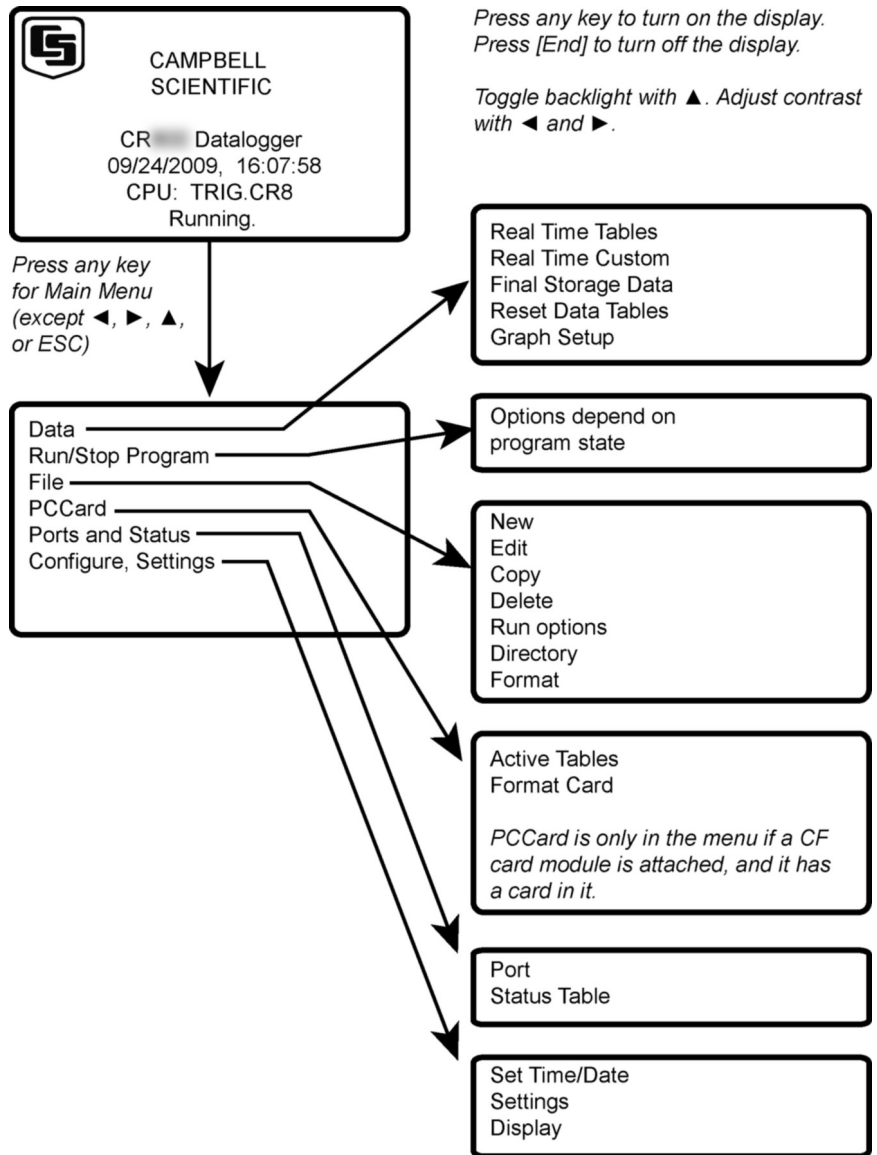 CAMPBELL
SCIENTIFIC
CR Datalogger
09/24/2009, 16:07:58
CPU: TRIG.CR8
Running.
Press any key to turn on the display.
Press [End] to turn off the display.
Toggle backlight with ▲. Adjust contrast
with ◄ and ►.
Press any key
for Main Menu
(except ◄, ►, ▲,
or ESC)
Data
Run/Stop Program
File
PCCard
Ports and Status
Configure, Settings
Real Time Tables
Real Time Custom
Final Storage Data
Reset Data Tables
Graph Setup
Options depend on
program state
New
Edit
Copy
Delete
Run options
Directory
Format
Active Tables
Format Card
PCCard is only in the menu if a CF
card module is attached, and it has
a card in it.
Port
Status Table
Set Time/Date
Settings
Display